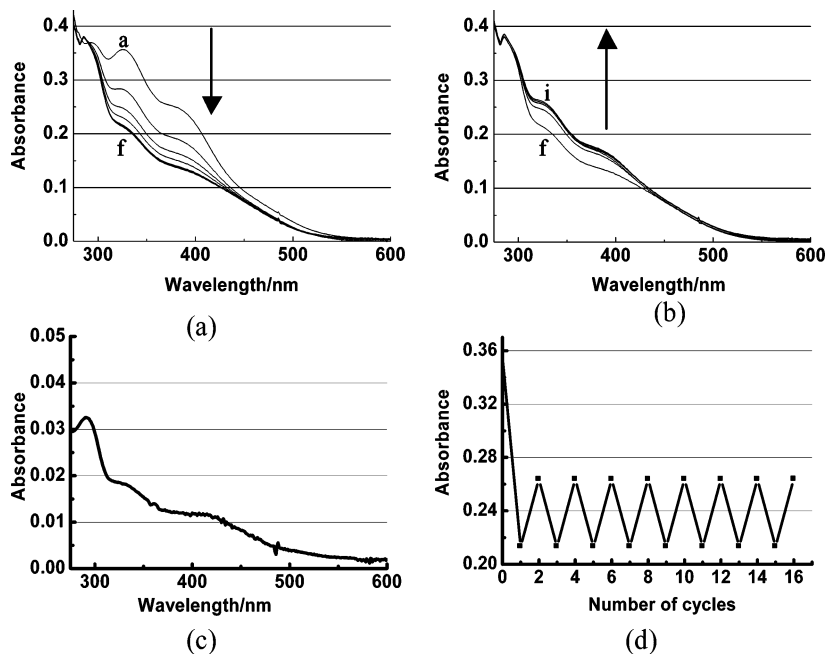 0.4
0.3
0.2
0.1
0.0
Absorbance
a
f
300
400
500
600
Wavelength/nm
(a)
0.4
0.3
0.2
0.1
0.0
Absorbance
i
f
300
400
500
600
Wavelength/nm
(b)
0.05
0.04
0.03
0.02
0.01
0.00
Absorbance
300
400
500
600
Wavelength/nm
(c)
0.36
0.32
0.28
0.24
0.20
Absorbance
0 2 4 6 8 10 12 14 16
Number of cycles
(d)